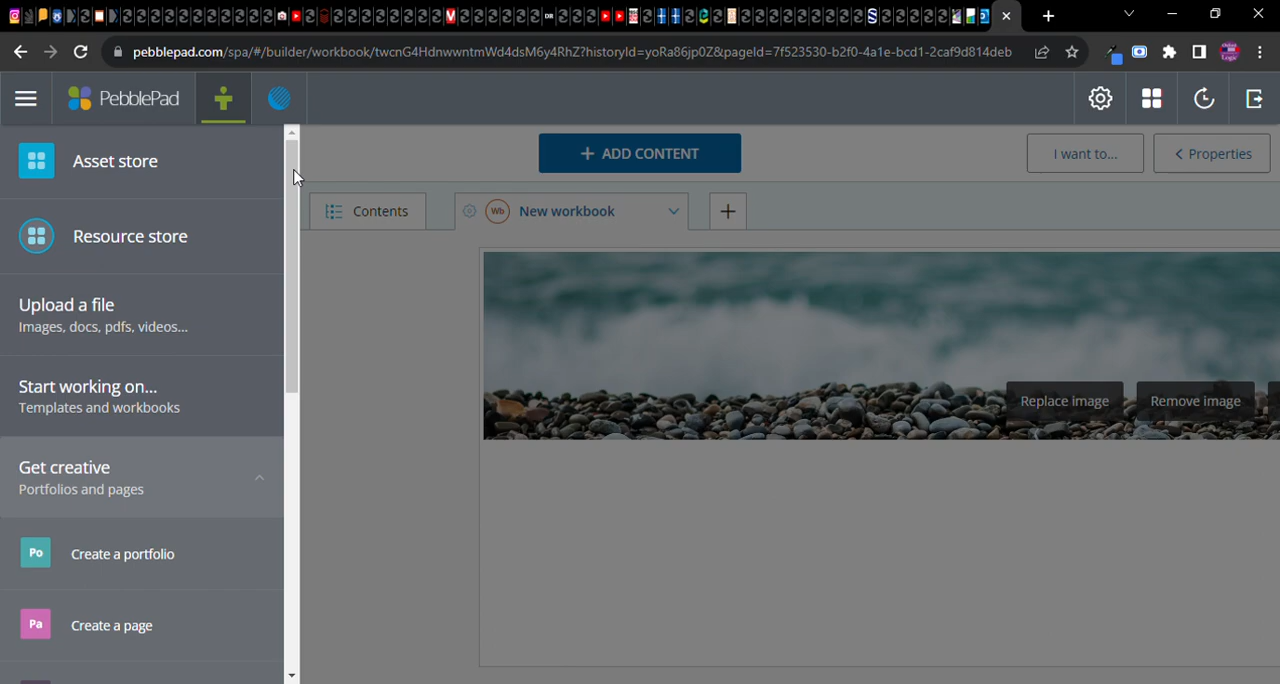 pebblepad.com/spa/#/builder/workbook/twcnG4HdnwwntmWd4dsM6y4RhZ?historyId=yoRa86jp0Z&pageId=7f523530-b2f0-4a1e-bcd1-2caf9d814deb
PebblePad
Asset store
Resource store
Upload a file
Images, docs, pdfs, videos...
Start working on...
Templates and workbooks
Get creative
Portfolios and pages
Po Create a portfolio
Pa Create a page
+ ADD CONTENT
I want to...
< Properties
Contents
Wb New workbook
+
Replace image
Remove image